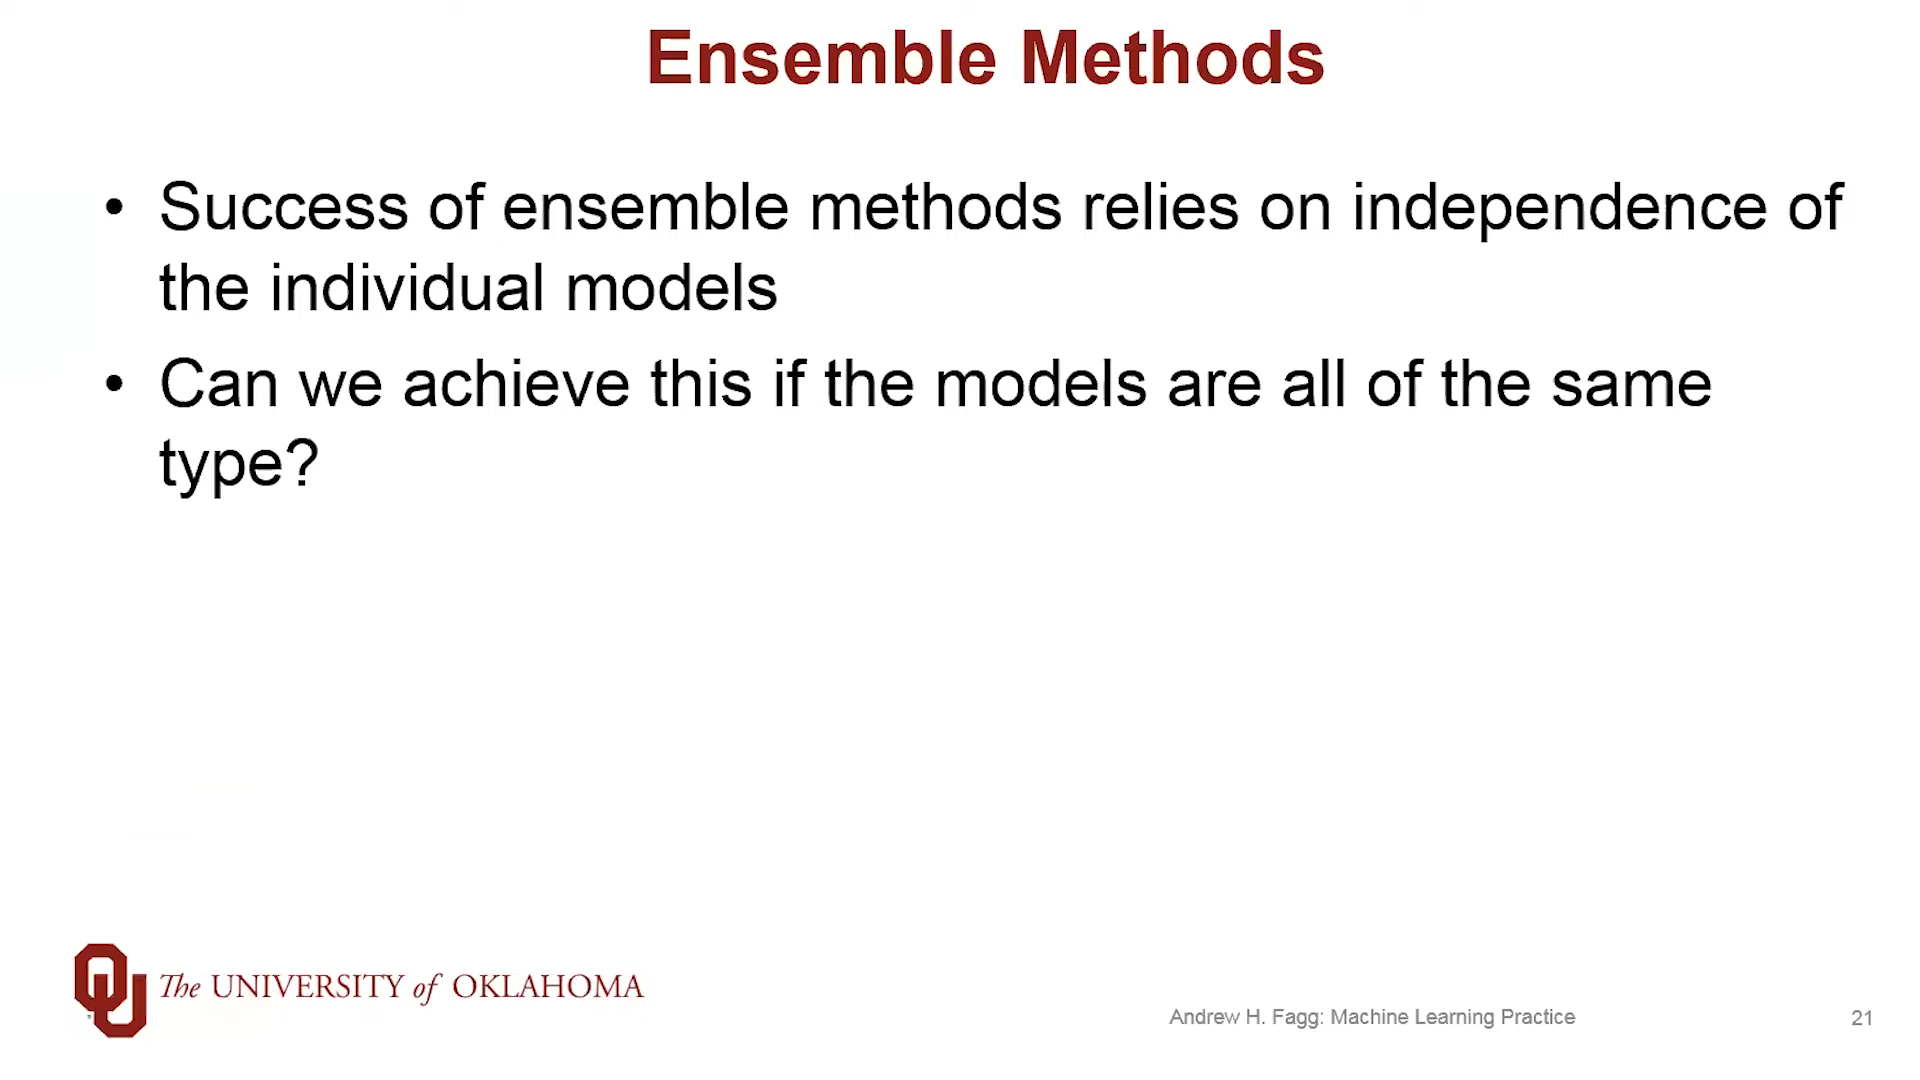 Ensemble Methods
• Success of ensemble methods relies on independence of
the individual models
• Can we achieve this if the models are all of the same
type?
The UNIVERSITY of OKLAHOMA
Andrew H. Fagg: Machine Learning Practice
21